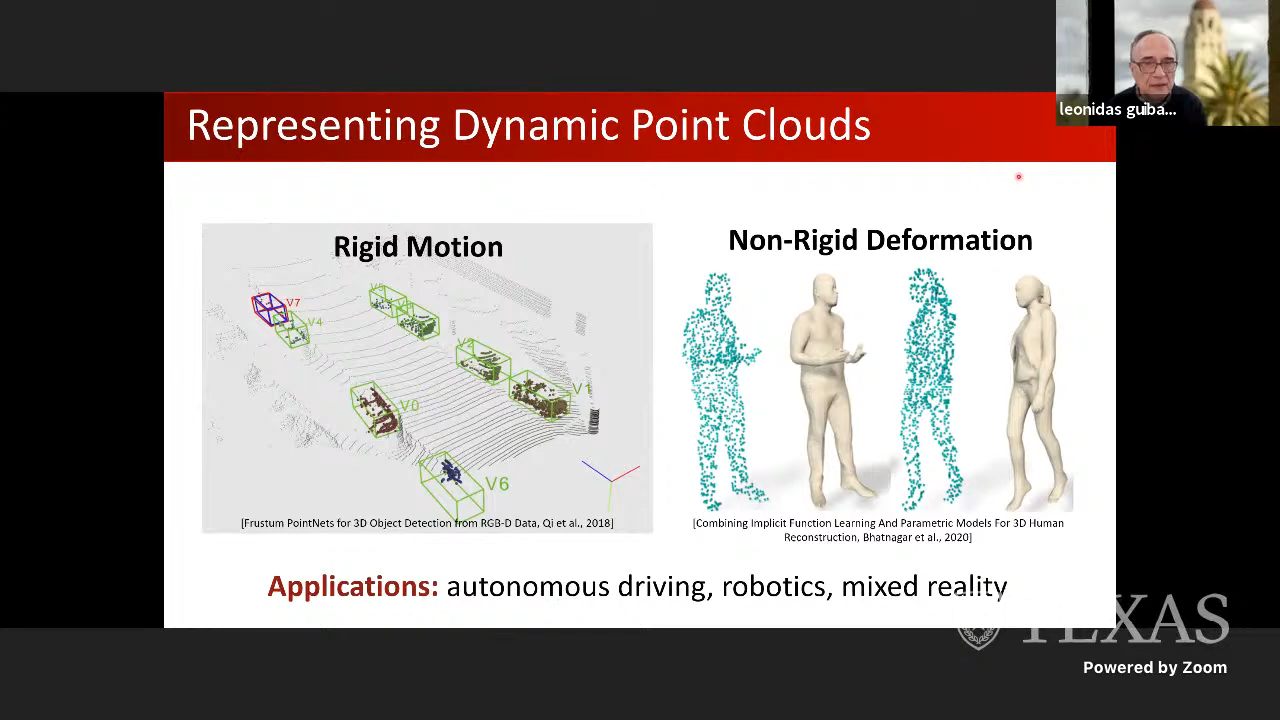 leonidas guiba...
Representing Dynamic Point Clouds
Rigid Motion
Non-Rigid Deformation
V7
V4
V0
V1
V6
[Frustum PointNets for 3D Object Detection from RGB-D Data, Qi et al., 2018]
[Combining Implicit Function Learning And Parametric Models For 3D Human
Reconstruction, Bhatnagar et al., 2020]
Applications: autonomous driving, robotics, mixed reality
TEXAS
Powered by Zoom